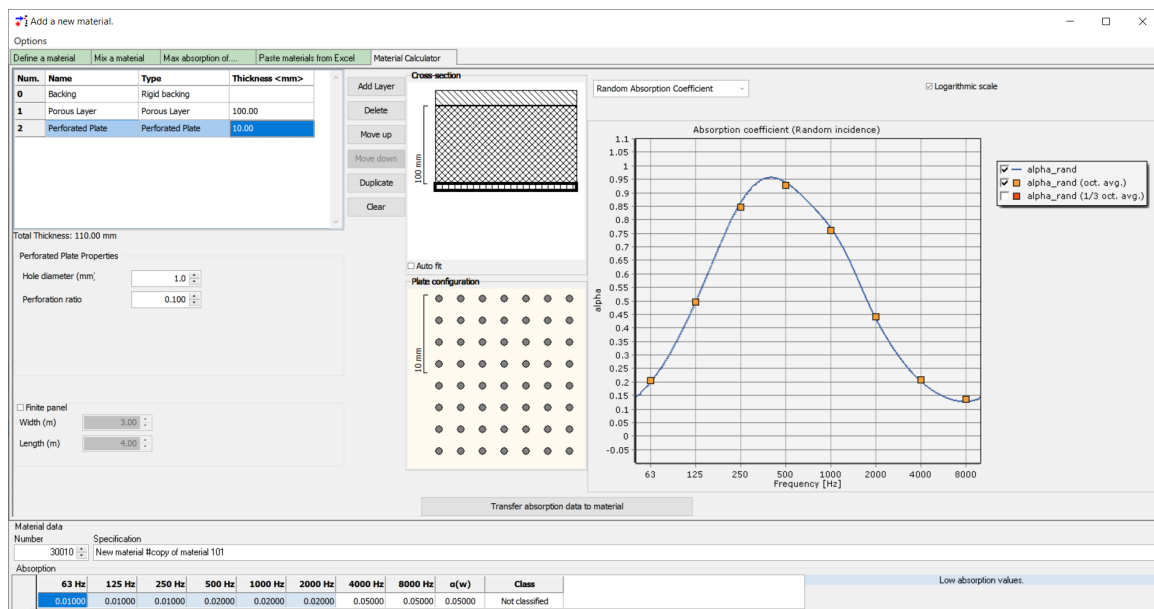 Add a new material.
Options
Define a material Mix a material Max absorption of.... Paste materials from Excel Material Calculator
Num. Name Type Thickness <mm>
0 Backing Rigid backing
1 Porous Layer Porous Layer 100.00
2 Perforated Plate Perforated Plate 10.00
Add Layer
Delete
Move up
Move down
Duplicate
Clear
Total Thickness: 110.00 mm
Perforated Plate Properties
Hole diameter (mm) 1.0
Perforation ratio 0.100
Finite panel
Width (m) 3.00
Length (m) 4.00
Cross-section
100 mm
Auto fit
Plate configuration
10 mm
Random Absorption Coefficient
Logarithmic scale
Absorption coefficient (Random incidence)
1.1
1.05
1
0.95
0.9
0.85
0.8
0.75
0.7
0.65
0.6
0.55
0.5
0.45
0.4
0.35
0.3
0.25
0.2
0.15
0.1
0.05
0
-0.05
alpha
63 125 250 500 1000 2000 4000 8000
Frequency [Hz]
alpha_rand
alpha_rand (oct. avg.)
alpha_rand (1/3 oct. avg.)
Transfer absorption data to material
Material data
Number Specification
30010 New material #copy of material 101
Absorption
63 Hz 125 Hz 250 Hz 500 Hz 1000 Hz 2000 Hz 4000 Hz 8000 Hz α(w) Class
0.01000 0.01000 0.01000 0.02000 0.02000 0.02000 0.05000 0.05000 0.05000 Not classified
Low absorption values.